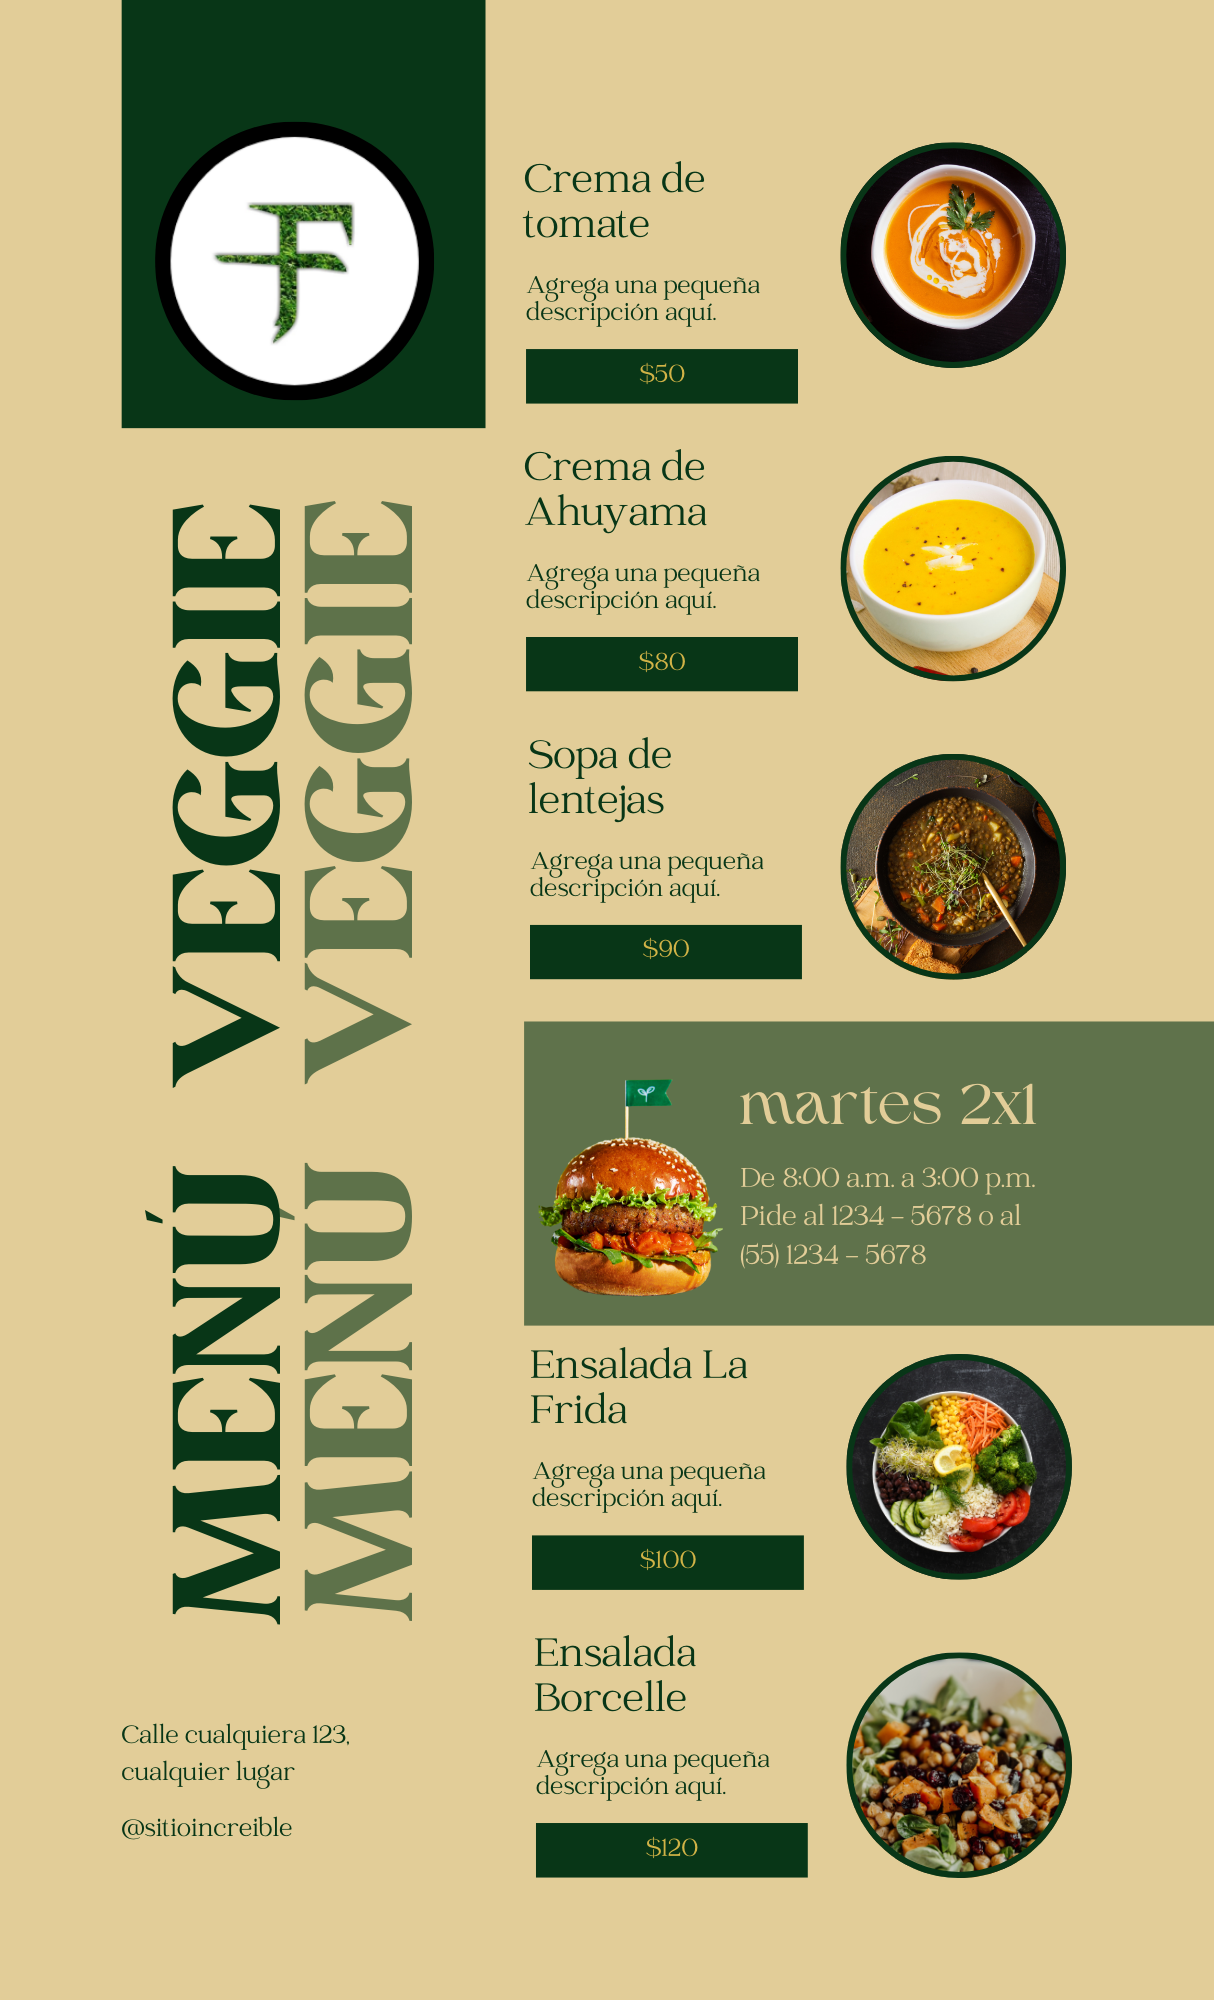 F
MENÚ VEGGIE
MENÚ VEGGIE
Crema de
tomate
Agrega una pequeña
descripción aquí.
$50
Crema de
Ahuyama
Agrega una pequeña
descripción aquí.
$80
Sopa de
lentejas
Agrega una pequeña
descripción aquí.
$90
martes 2x1
De 8:00 a.m. a 3:00 p.m.
Pide al 1234 – 5678 o al
(55) 1234 – 5678
Ensalada La
Frida
Agrega una pequeña
descripción aquí.
$100
Ensalada
Borcelle
Agrega una pequeña
descripción aquí.
$120
Calle cualquiera 123,
cualquier lugar
@sitioincreible